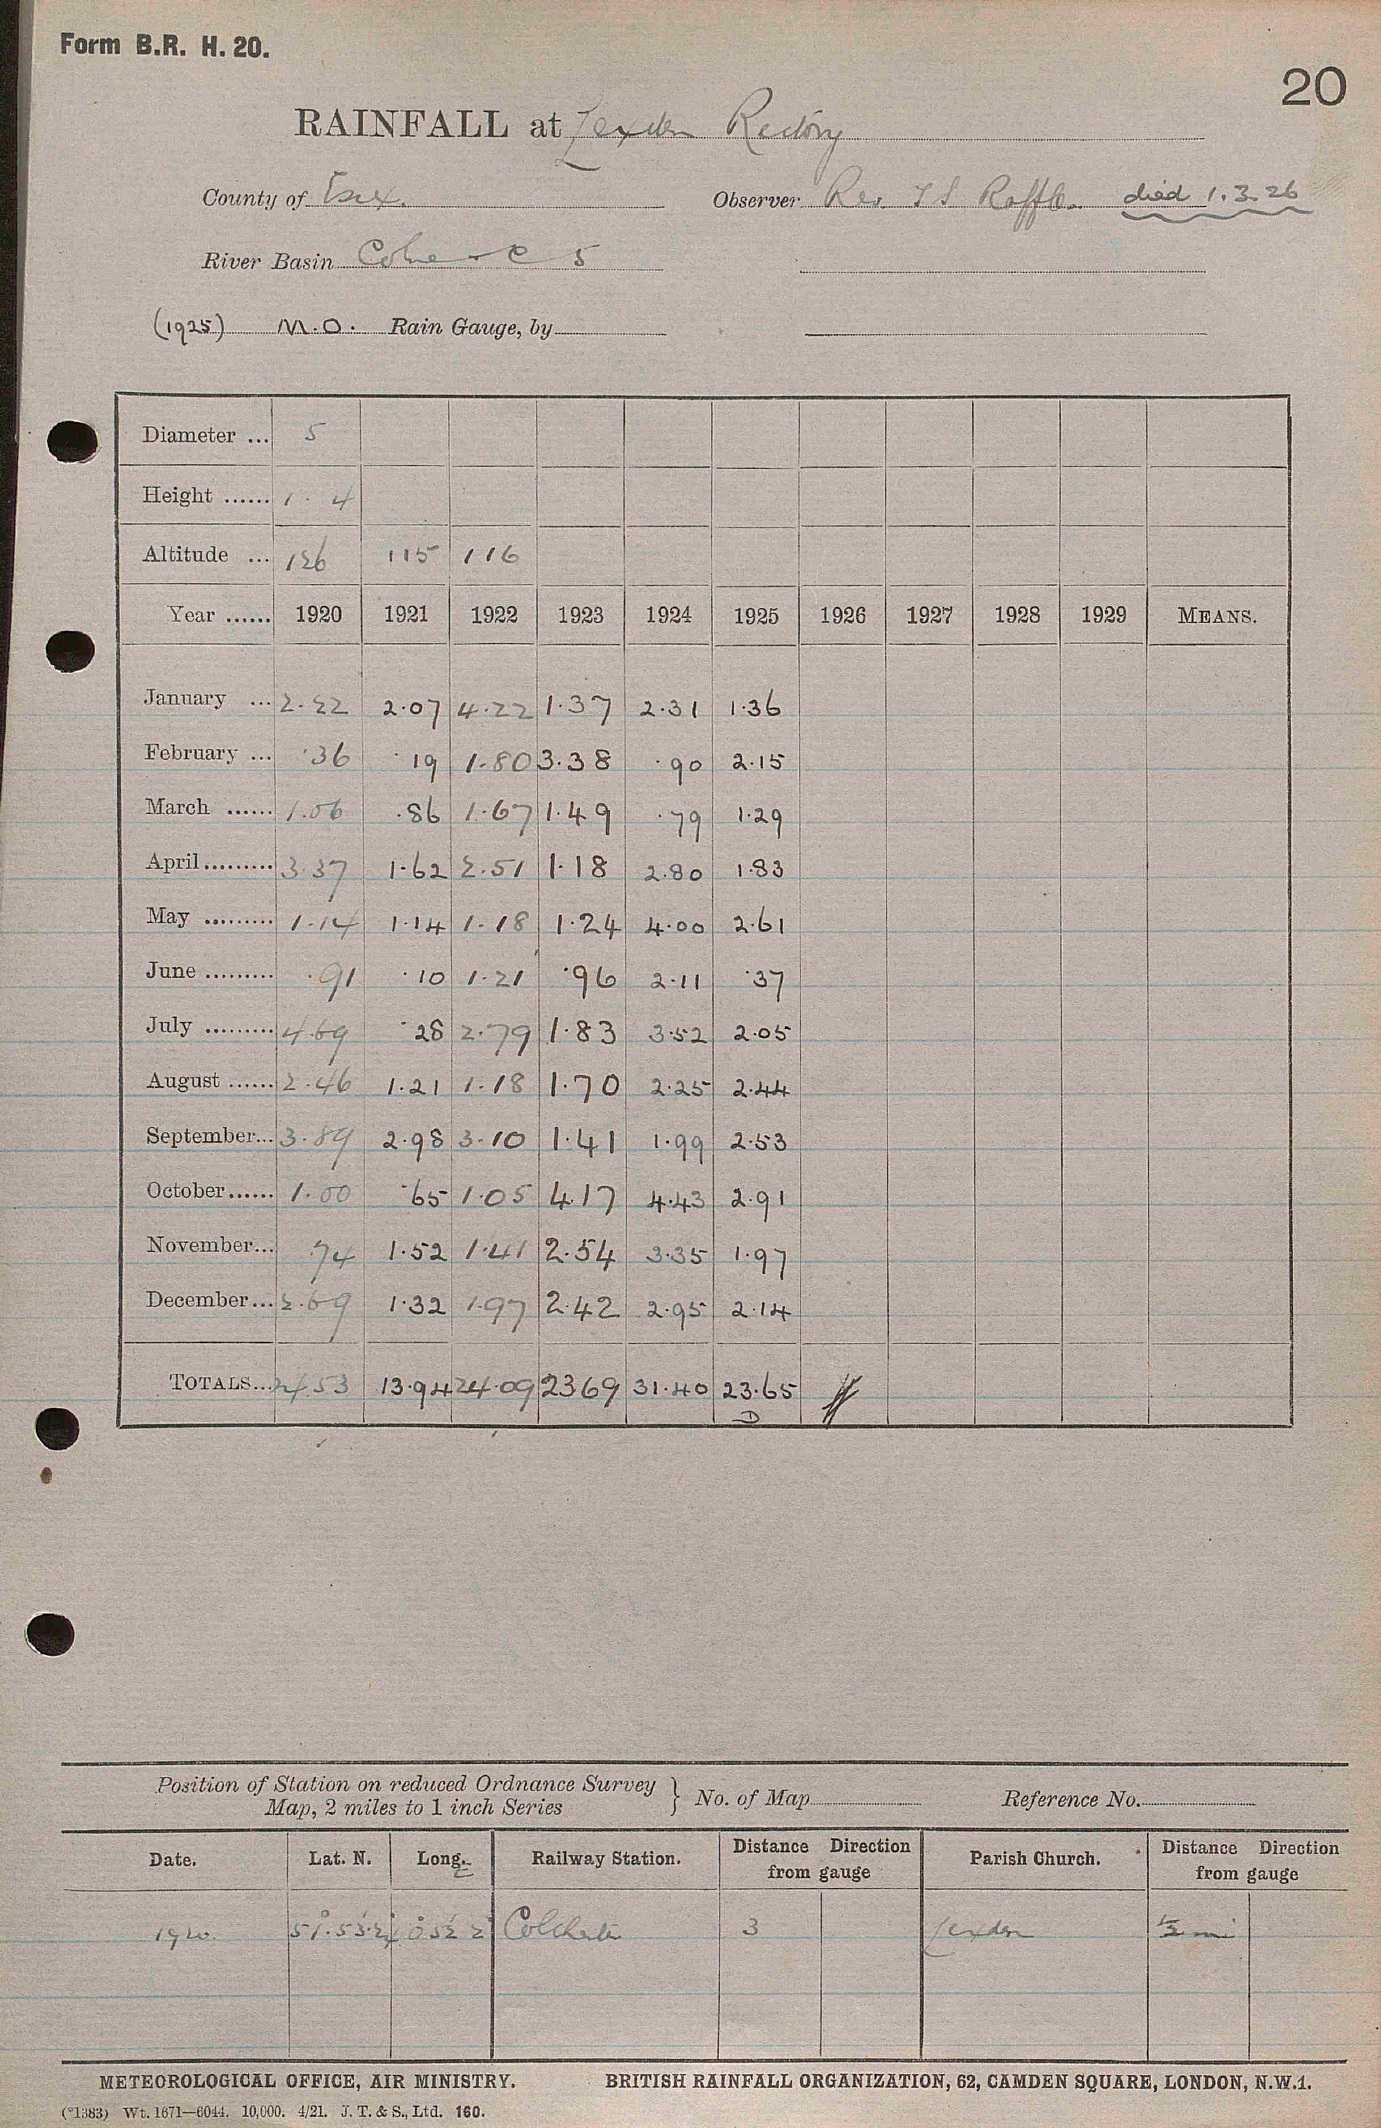 Form B.R. H. 20.
20
RAINFALL at Lexden Rectory
County of Essex. Observer Rev. T S Raffles died 1.3.26
River Basin Colne - C 5
(1925) M.O. Rain Gauge, by
Diameter ... 5
Height ...... 1. 4
Altitude ... 126 115 116
Year ...... 1920 1921 1922 1923 1924 1925 1926 1927 1928 1929 MEANS.
January ... 2.22 2.07 4.22 1.37 2.31 1.36
February ... .36 .19 1.80 3.38 .90 2.15
March ...... 1.06 .86 1.67 1.49 .79 1.29
April ......... 3.37 1.62 2.51 1.18 2.80 1.83
May ......... 1.14 1.14 1.18 1.24 4.00 2.61
June ......... .91 .10 1.21 .96 2.11 .37
July ......... 4.69 .28 2.79 1.83 3.52 2.05
August ...... 2.46 1.21 1.18 1.70 2.25 2.44
September... 3.89 2.98 3.10 1.41 1.99 2.53
October...... 1.00 .65 1.05 4.17 4.43 2.91
November... .74 1.52 1.41 2.54 3.35 1.97
December... 2.69 1.32 1.97 2.42 2.95 2.14
TOTALS... 24.53 13.94 24.09 23 69 31.40 23.65
D
Position of Station on reduced Ordnance Survey
Map, 2 miles to 1 inch Series } No. of Map Reference No.
Date. Lat. N. Long. E Railway Station. Distance Direction from gauge Parish Church. Distance Direction from gauge
1920. 51° 53' 0° 52' Colchester 3 Lexden 1/2 mi
METEOROLOGICAL OFFICE, AIR MINISTRY. BRITISH RAINFALL ORGANIZATION, 62, CAMDEN SQUARE, LONDON, N.W.1.
(*1383) Wt. 1671—6044. 10,000. 4/21. J. T. & S., Ltd. 160.